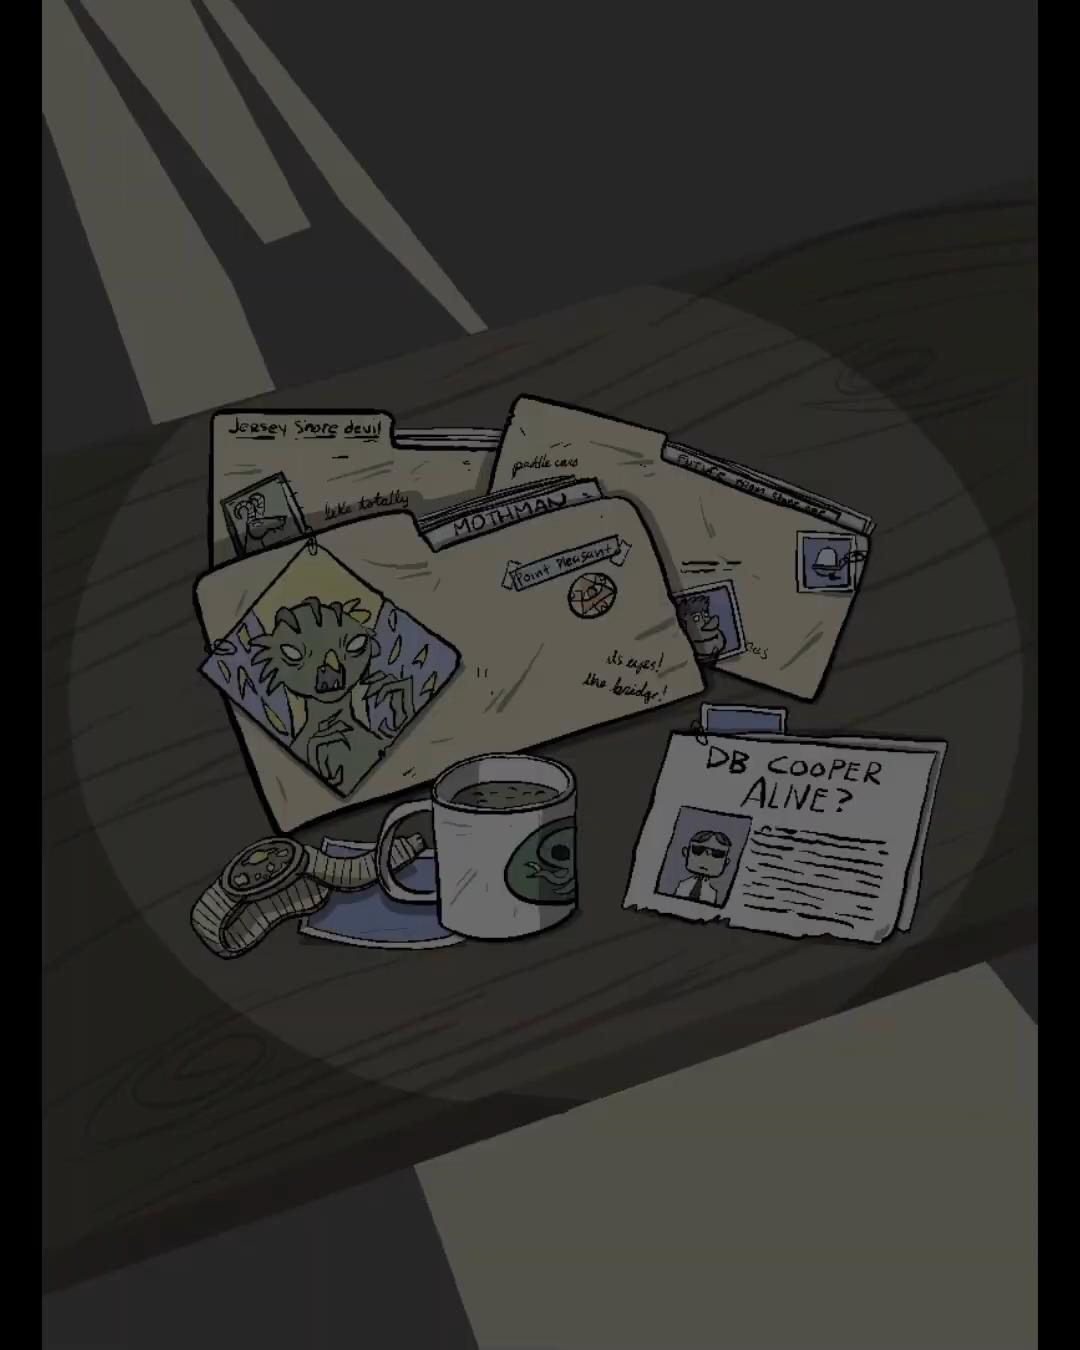 Jersey Shore devil
like totally
MOTHMAN
Point Pleasant
its eyes!
the bridge!
DB COOPER
ALIVE?